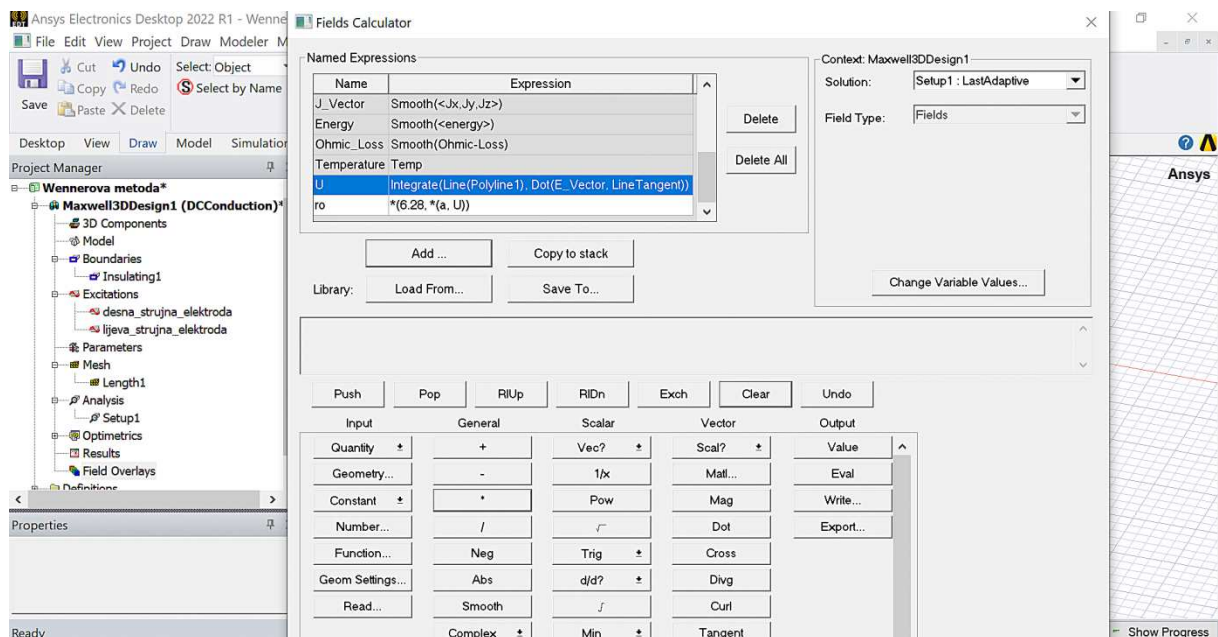 Ansys Electronics Desktop 2022 R1 - Wenne
File Edit View Project Draw Modeler M
Save
Cut
Undo
Select: Object
Copy
Redo
Select by Name
Paste
Delete
Desktop View Draw Model Simulation
Project Manager
Wennerova metoda*
Maxwell3DDesign1 (DCConduction)*
3D Components
Model
Boundaries
Insulating1
Excitations
desna_strujna_elektroda
lijeva_strujna_elektroda
Parameters
Mesh
Length1
Analysis
Setup1
Optimetrics
Results
Field Overlays
Definitions
Properties
Ready
Fields Calculator
Named Expressions
Name Expression
J_Vector Smooth(<Jx,Jy,Jz>)
Energy Smooth(<energy>)
Ohmic_Loss Smooth(Ohmic-Loss)
Temperature Temp
U Integrate(Line(Polyline1), Dot(E_Vector, LineTangent))
ro *(6.28, *(a, U))
Delete
Delete All
Add ...
Copy to stack
Library:
Load From...
Save To...
Context: Maxwell3DDesign1
Solution: Setup1 : LastAdaptive
Field Type: Fields
Change Variable Values...
Push Pop RlUp RlDn Exch Clear Undo
Input General Scalar Vector Output
Quantity + Vec? Scal? Value
Geometry... - 1/x Matl... Eval
Constant * Pow Mag Write...
Number... / √ Dot Export...
Function... Neg Trig Cross
Geom Settings... Abs d/d? Divg
Read... Smooth ∫ Curl
Complex Min Tangent
Ansys
Show Progress